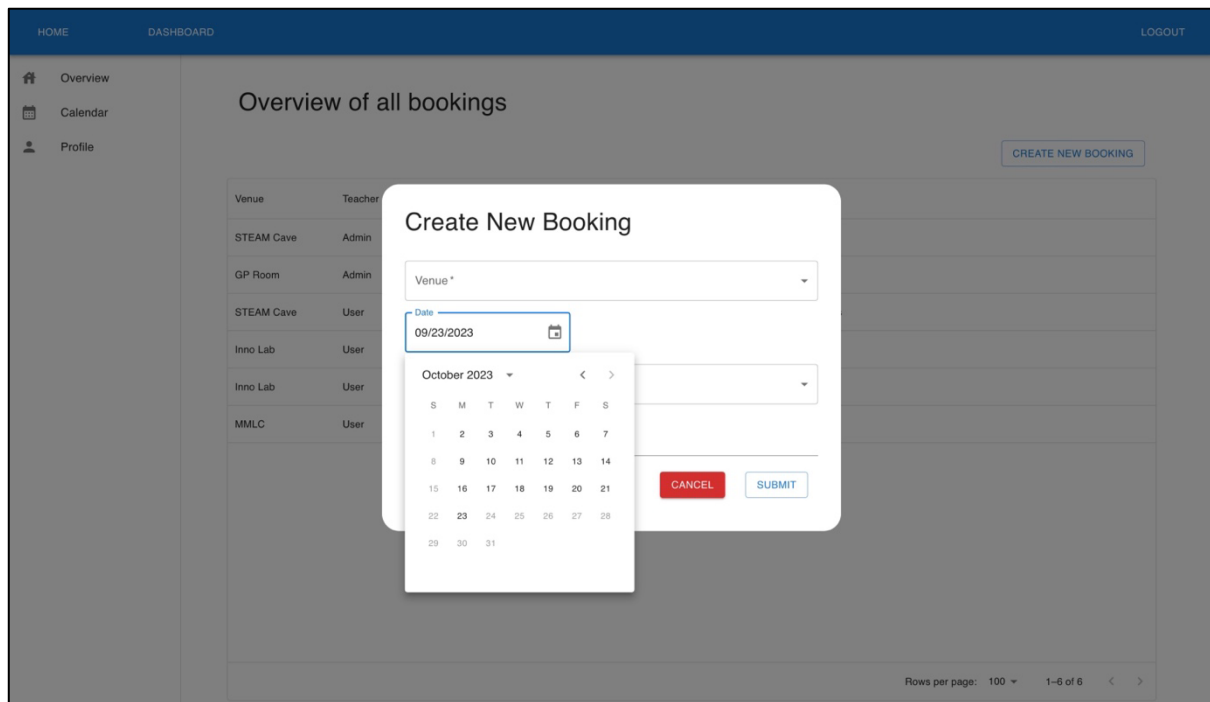 HOME DASHBOARD LOGOUT
Overview
Calendar
Profile
Overview of all bookings
CREATE NEW BOOKING
Venue Teacher
STEAM Cave Admin
GP Room Admin
STEAM Cave User
Inno Lab User
Inno Lab User
MMLC User
Create New Booking
Venue *
Date
09/23/2023
October 2023
S M T W T F S
1 2 3 4 5 6 7
8 9 10 11 12 13 14
15 16 17 18 19 20 21
22 23 24 25 26 27 28
29 30 31
CANCEL SUBMIT
Rows per page: 100 1–6 of 6